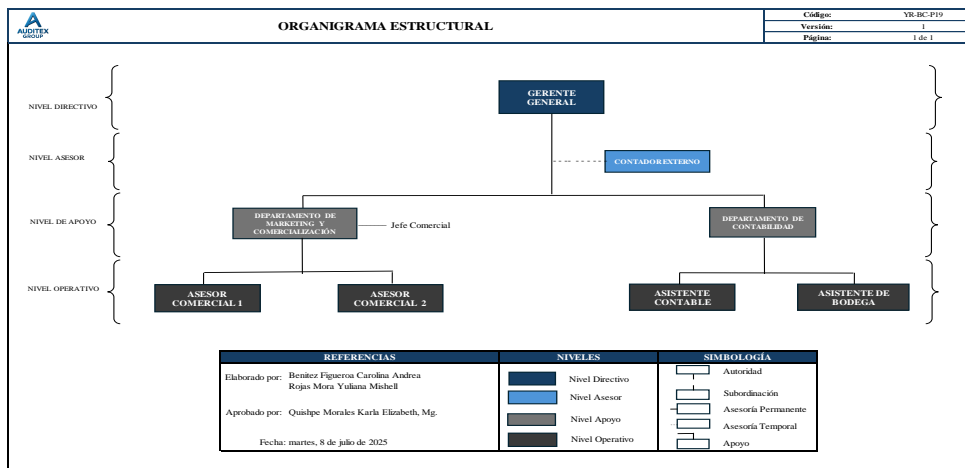 AUDITEX
GROUP
ORGANIGRAMA ESTRUCTURAL
Código: YR-BC-P19
Versión: 1
Página: 1 de 1
NIVEL DIRECTIVO
GERENTE
GENERAL
NIVEL ASESOR
CONTADOR EXTERNO
NIVEL DE APOYO
DEPARTAMENTO DE
MARKETING Y
COMERCIALIZACIÓN
Jefe Comercial
DEPARTAMENTO DE
CONTABILIDAD
NIVEL OPERATIVO
ASESOR
COMERCIAL 1
ASESOR
COMERCIAL 2
ASISTENTE
CONTABLE
ASISTENTE DE
BODEGA
REFERENCIAS
Elaborado por: Benitez Figueroa Carolina Andrea
Rojas Mora Yuliana Mishell
Aprobado por: Quishpe Morales Karla Elizabeth, Mg.
Fecha: martes, 8 de julio de 2025
NIVELES
Nivel Directivo
Nivel Asesor
Nivel Apoyo
Nivel Operativo
SIMBOLOGÍA
Autoridad
Subordinación
Asesoría Permanente
Asesoría Temporal
Apoyo